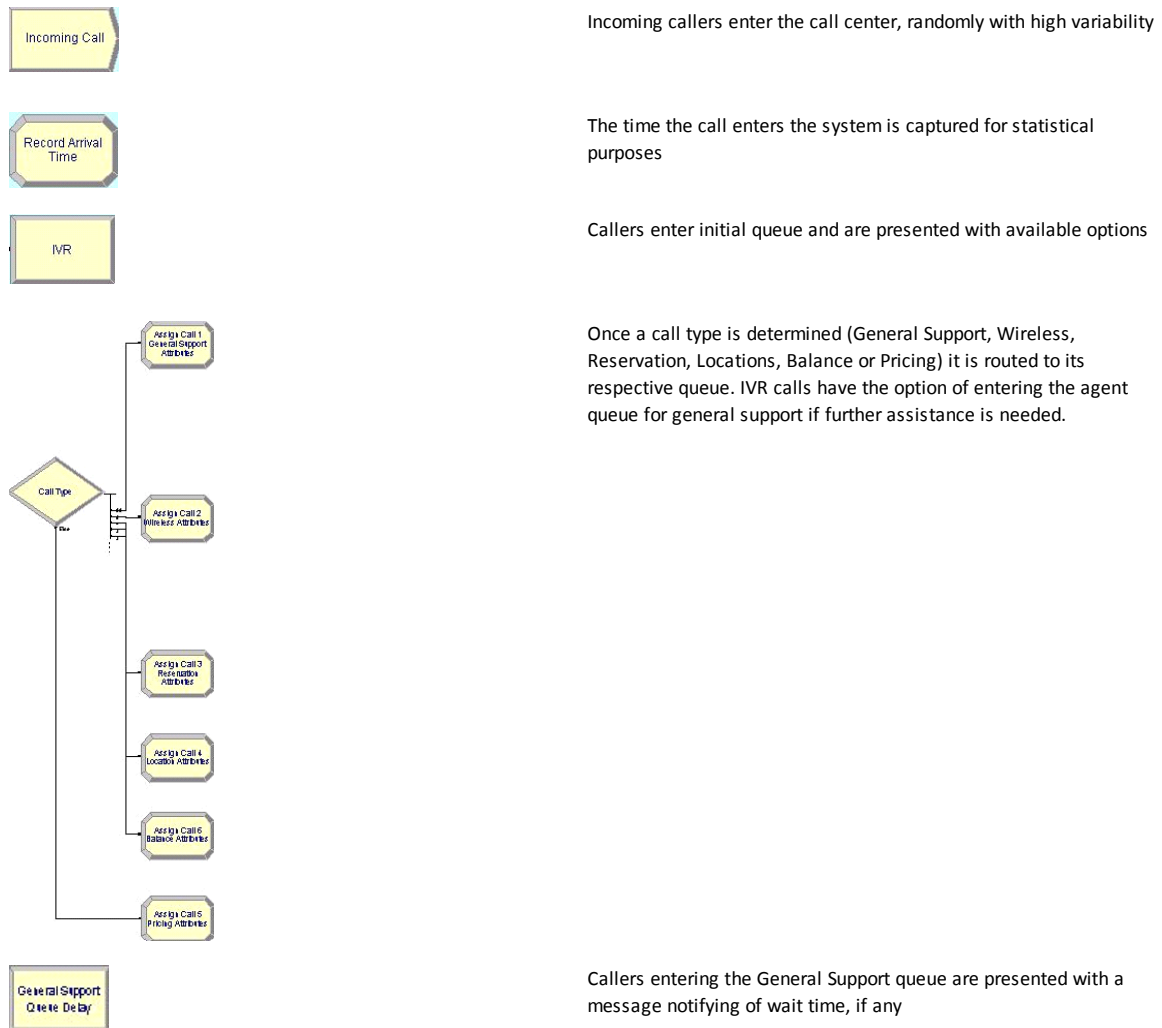 Incoming Call
Incoming callers enter the call center, randomly with high variability
Record Arrival
Time
The time the call enters the system is captured for statistical
purposes
IVR
Callers enter initial queue and are presented with available options
Assign Call 1
General Support
Attributes
Once a call type is determined (General Support, Wireless,
Reservation, Locations, Balance or Pricing) it is routed to its
respective queue. IVR calls have the option of entering the agent
queue for general support if further assistance is needed.
Call Type
Else
Assign Call 2
Wireless Attributes
Assign Call 3
Reservation
Attributes
Assign Call 4
Location Attributes
Assign Call 6
Balance Attributes
Assign Call 5
Pricing Attributes
General Support
Queue Delay
Callers entering the General Support queue are presented with a
message notifying of wait time, if any